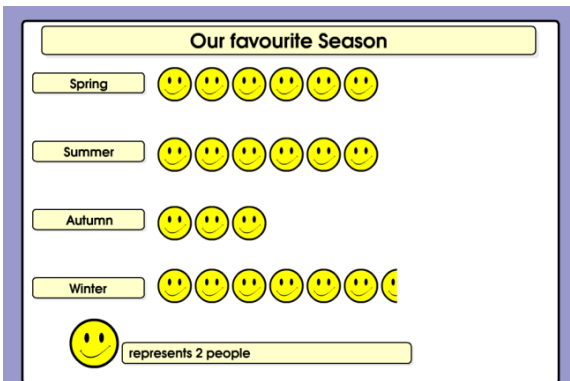 Our favourite Season
Spring
Summer
Autumn
Winter
represents 2 people